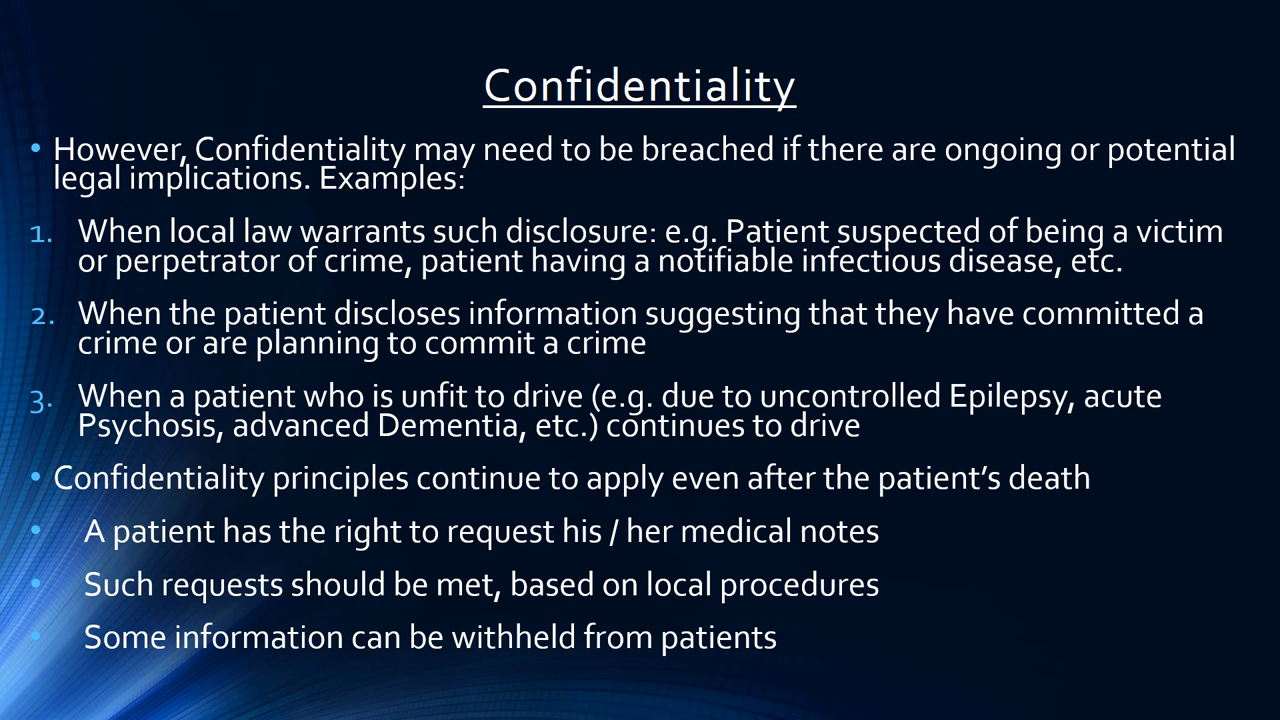 Confidentiality
• However, Confidentiality may need to be breached if there are ongoing or potential
legal implications. Examples:
1. When local law warrants such disclosure: e.g. Patient suspected of being a victim
or perpetrator of crime, patient having a notifiable infectious disease, etc.
2. When the patient discloses information suggesting that they have committed a
crime or are planning to commit a crime
3. When a patient who is unfit to drive (e.g. due to uncontrolled Epilepsy, acute
Psychosis, advanced Dementia, etc.) continues to drive
• Confidentiality principles continue to apply even after the patient’s death
• A patient has the right to request his / her medical notes
• Such requests should be met, based on local procedures
• Some information can be withheld from patients